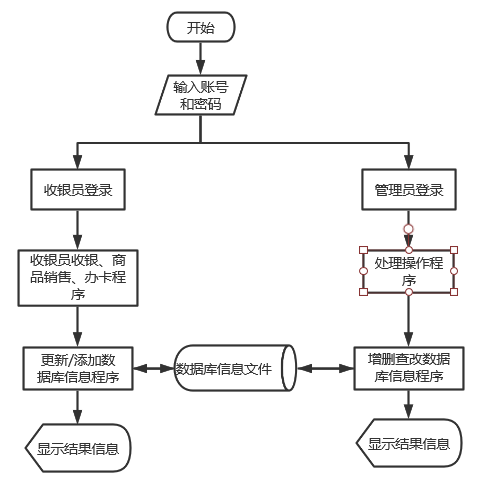 开始
输入账号
和密码
收银员登录
管理员登录
收银员收银、商
品销售、办卡程
序
处理操作程
序
更新/添加数
据库信息程序
数据库信息文件
增删查改数据
库信息程序
显示结果信息
显示结果信息